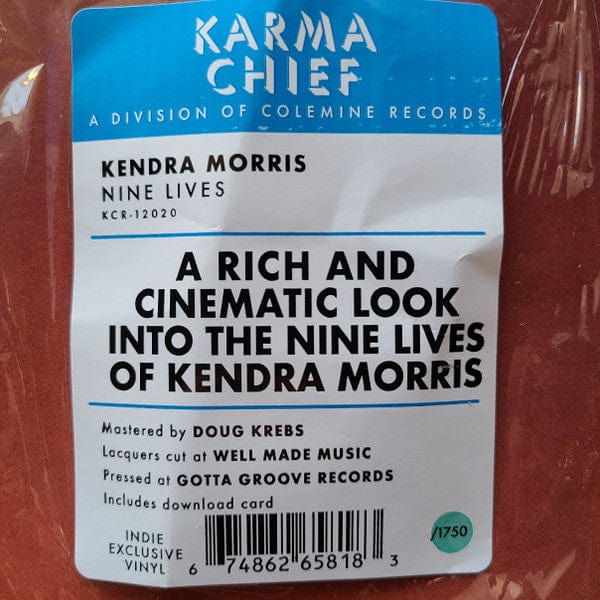 KARMA
CHIEF
A DIVISION OF COLEMINE RECORDS
KENDRA MORRIS
NINE LIVES
KCR-12020
A RICH AND
CINEMATIC LOOK
INTO THE NINE LIVES
OF KENDRA MORRIS
Mastered by DOUG KREBS
Lacquers cut at WELL MADE MUSIC
Pressed at GOTTA GROOVE RECORDS
Includes download card
INDIE
EXCLUSIVE
VINYL
6 74862 65818 3
/1750